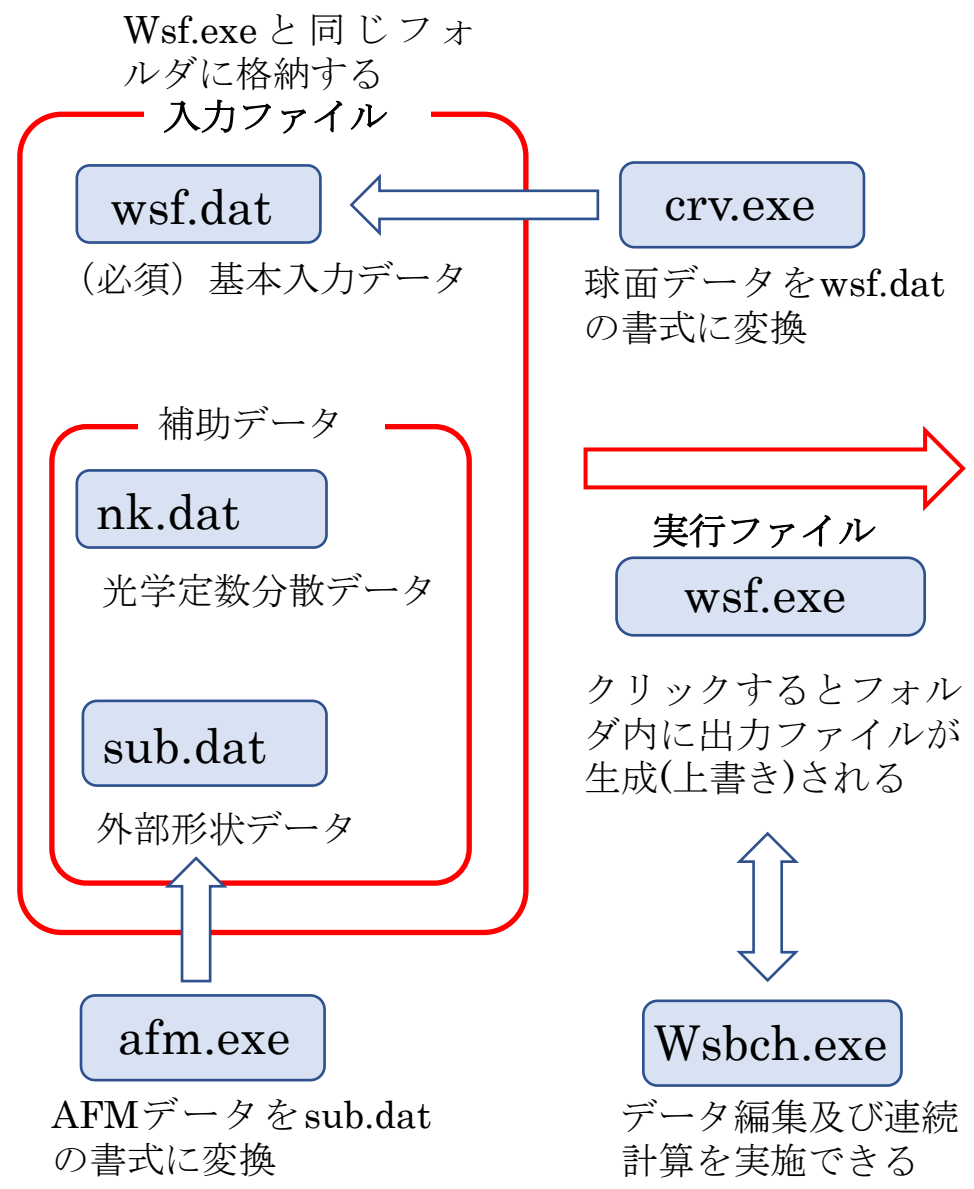 Wsf.exeと同じフォ
ルダに格納する
入力ファイル
wsf.dat
（必須）基本入力データ
補助データ
nk.dat
光学定数分散データ
sub.dat
外部形状データ
afm.exe
AFMデータをsub.dat
の書式に変換
crv.exe
球面データをwsf.dat
の書式に変換
実行ファイル
wsf.exe
クリックするとフォル
ダ内に出力ファイルが
生成(上書き)される
Wsbch.exe
データ編集及び連続
計算を実施できる